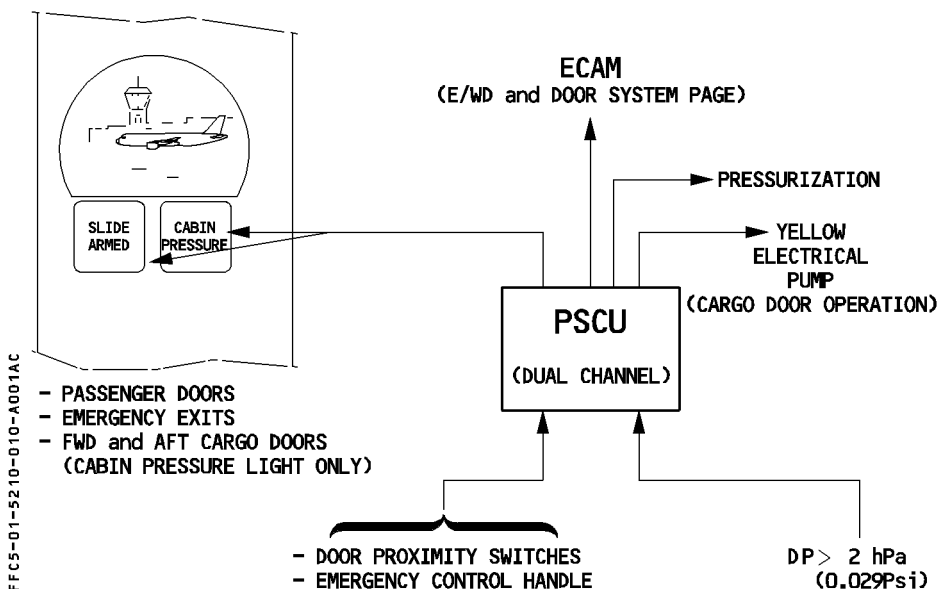 ECAM
(E/WD and DOOR SYSTEM PAGE)
PRESSURIZATION
SLIDE
ARMED
CABIN
PRESSURE
YELLOW
ELECTRICAL
PUMP
(CARGO DOOR OPERATION)
PSCU
(DUAL CHANNEL)
- PASSENGER DOORS
- EMERGENCY EXITS
- FWD and AFT CARGO DOORS
(CABIN PRESSURE LIGHT ONLY)
- DOOR PROXIMITY SWITCHES
- EMERGENCY CONTROL HANDLE
DP> 2 hPa
(0.029Psi)
FFC5-01-5210-010-A001AC